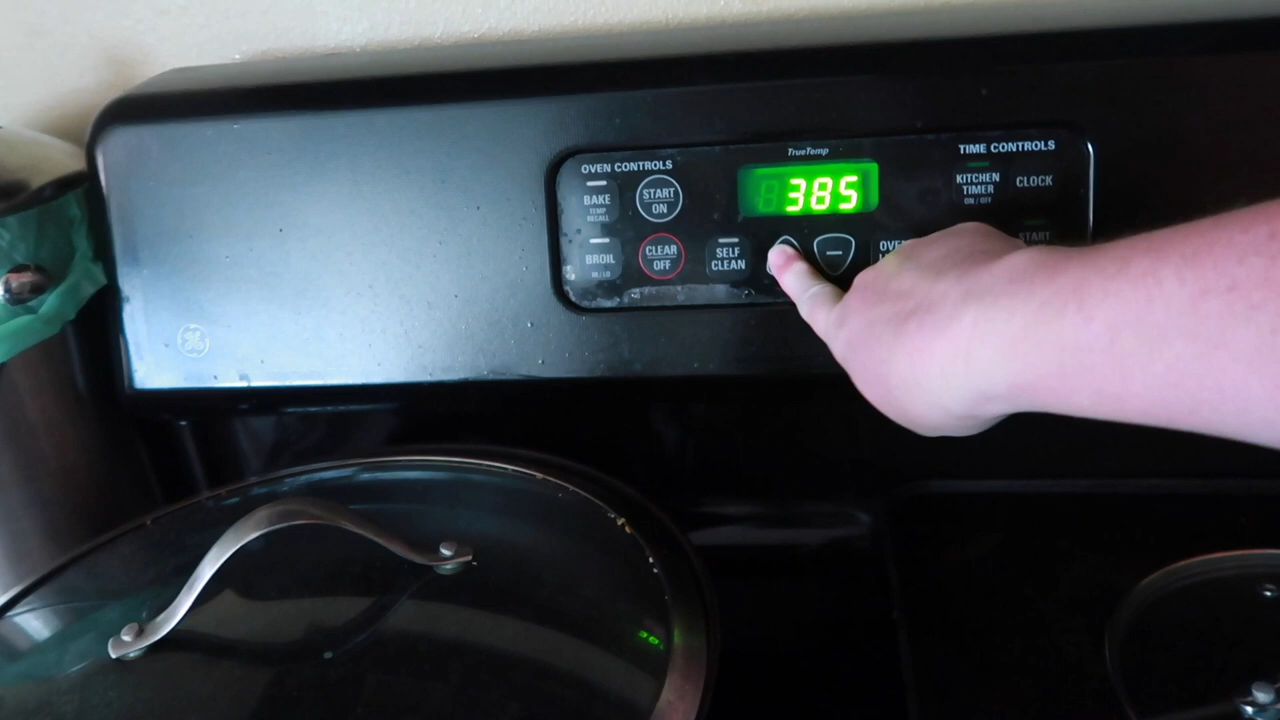 TrueTemp
OVEN CONTROLS
TIME CONTROLS
BAKE
TEMP
RECALL
START
ON
385
KITCHEN
TIMER
ON / OFF
CLOCK
BROIL
HI / LO
CLEAR
OFF
SELF
CLEAN
−
START